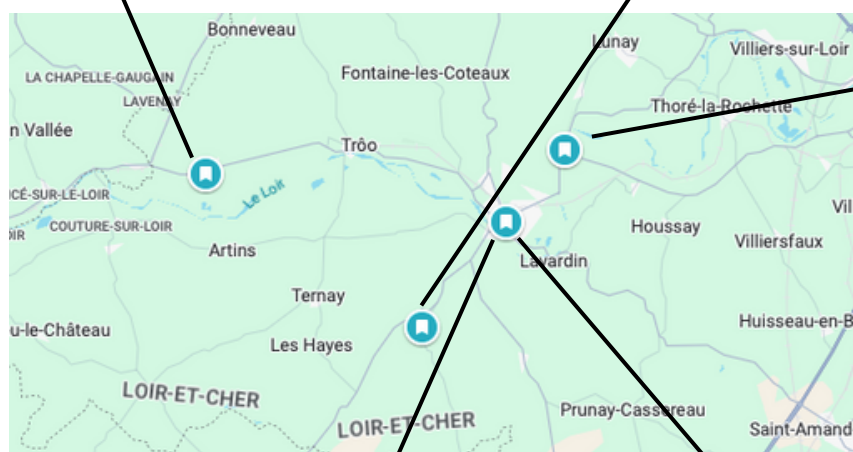 Bonneveau
Lunay
Villiers-sur-Loir
LA CHAPELLE-GAUGAIN
Fontaine-les-Coteaux
LAVENAY
Thoré-la-Rochette
n Vallée
Trôo
Le Loir
CÉ-SUR-LE-LOIR
COUTURE-SUR-LOIR
OIR
Vil
Houssay
Villiersfaux
Artins
Lavardin
Ternay
u-le-Château
Les Hayes
Huisseau-en-B
LOIR-ET-CHER
LOIR-ET-CHER
Prunay-Cassereau
Saint-Amand